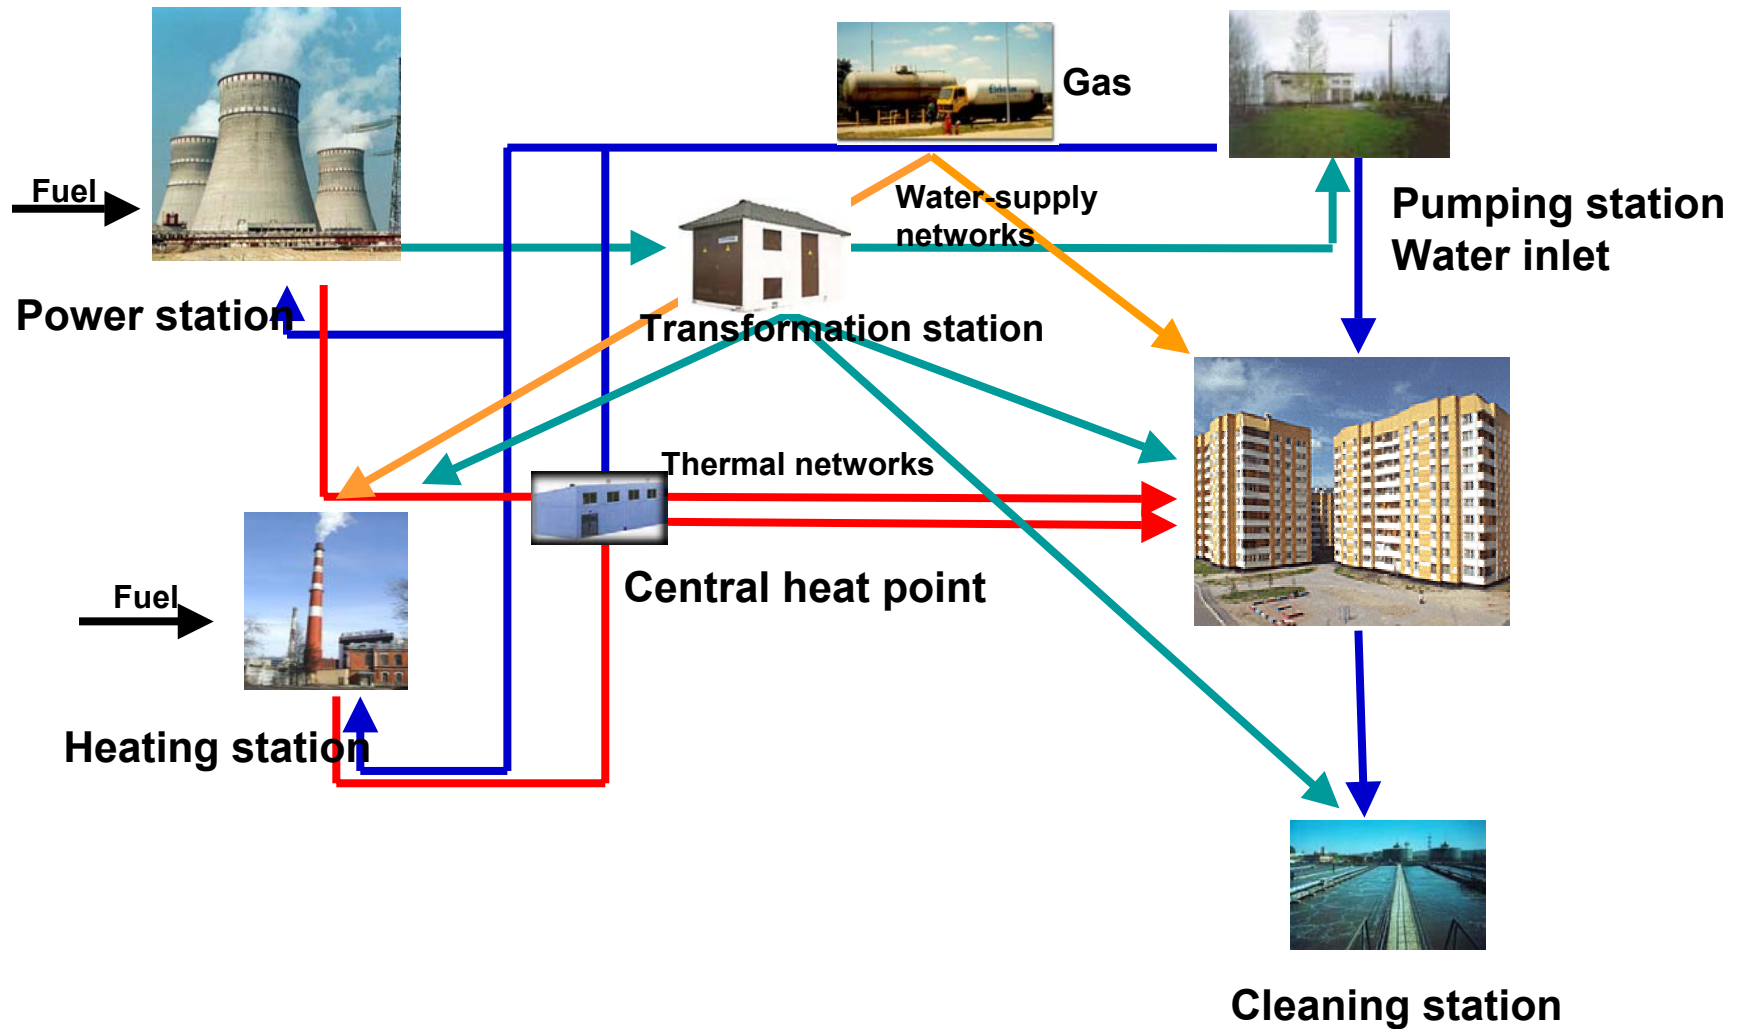 Gas
Fuel
Water-supply
networks
Pumping station
Water inlet
Power station
Transformation station
Thermal networks
Central heat point
Fuel
Heating station
Cleaning station